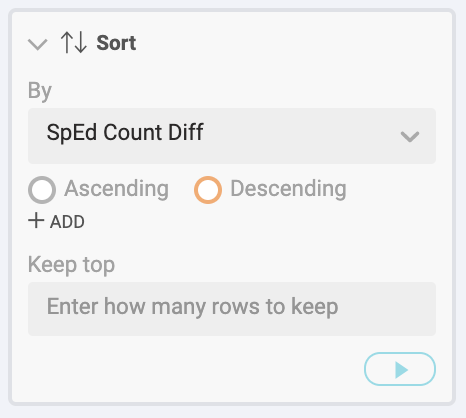 Sort
By
SpEd Count Diff
Ascending Descending
+ ADD
Keep top
Enter how many rows to keep